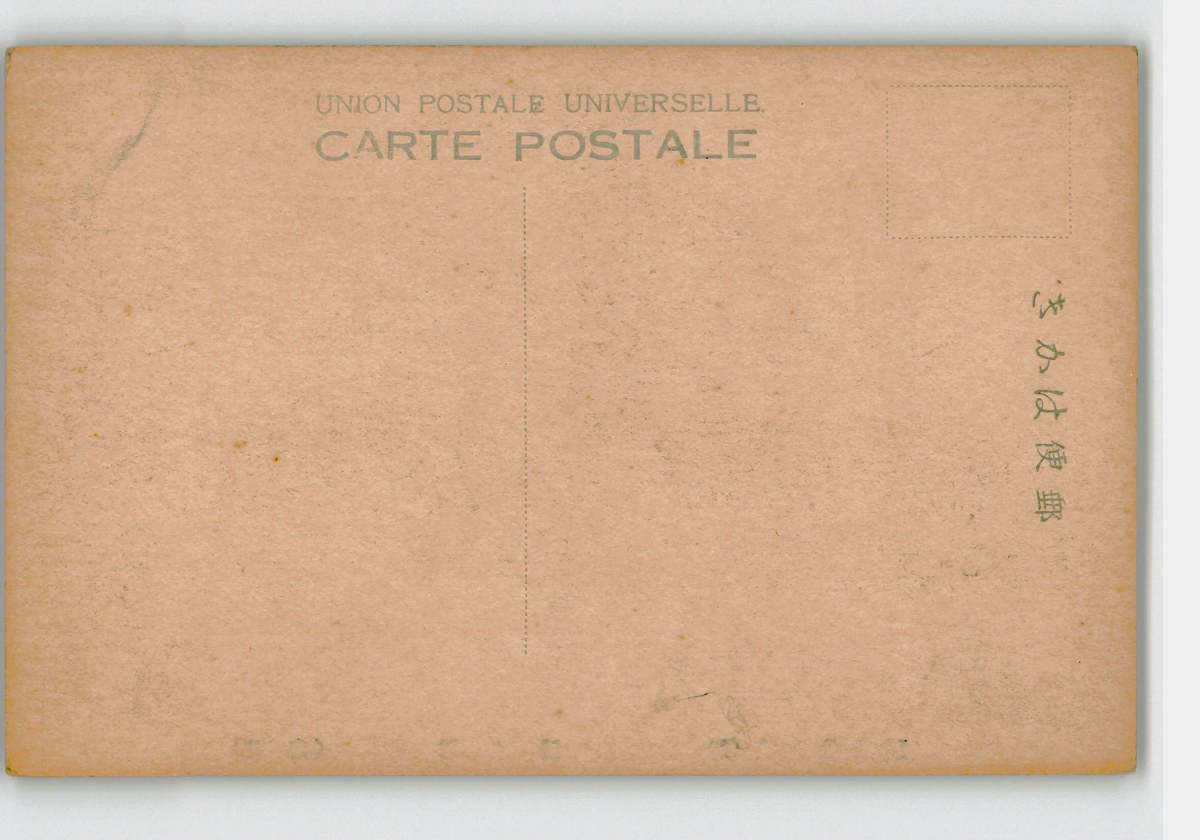 UNION POSTALE UNIVERSELLE.
CARTE POSTALE
きかは便郵